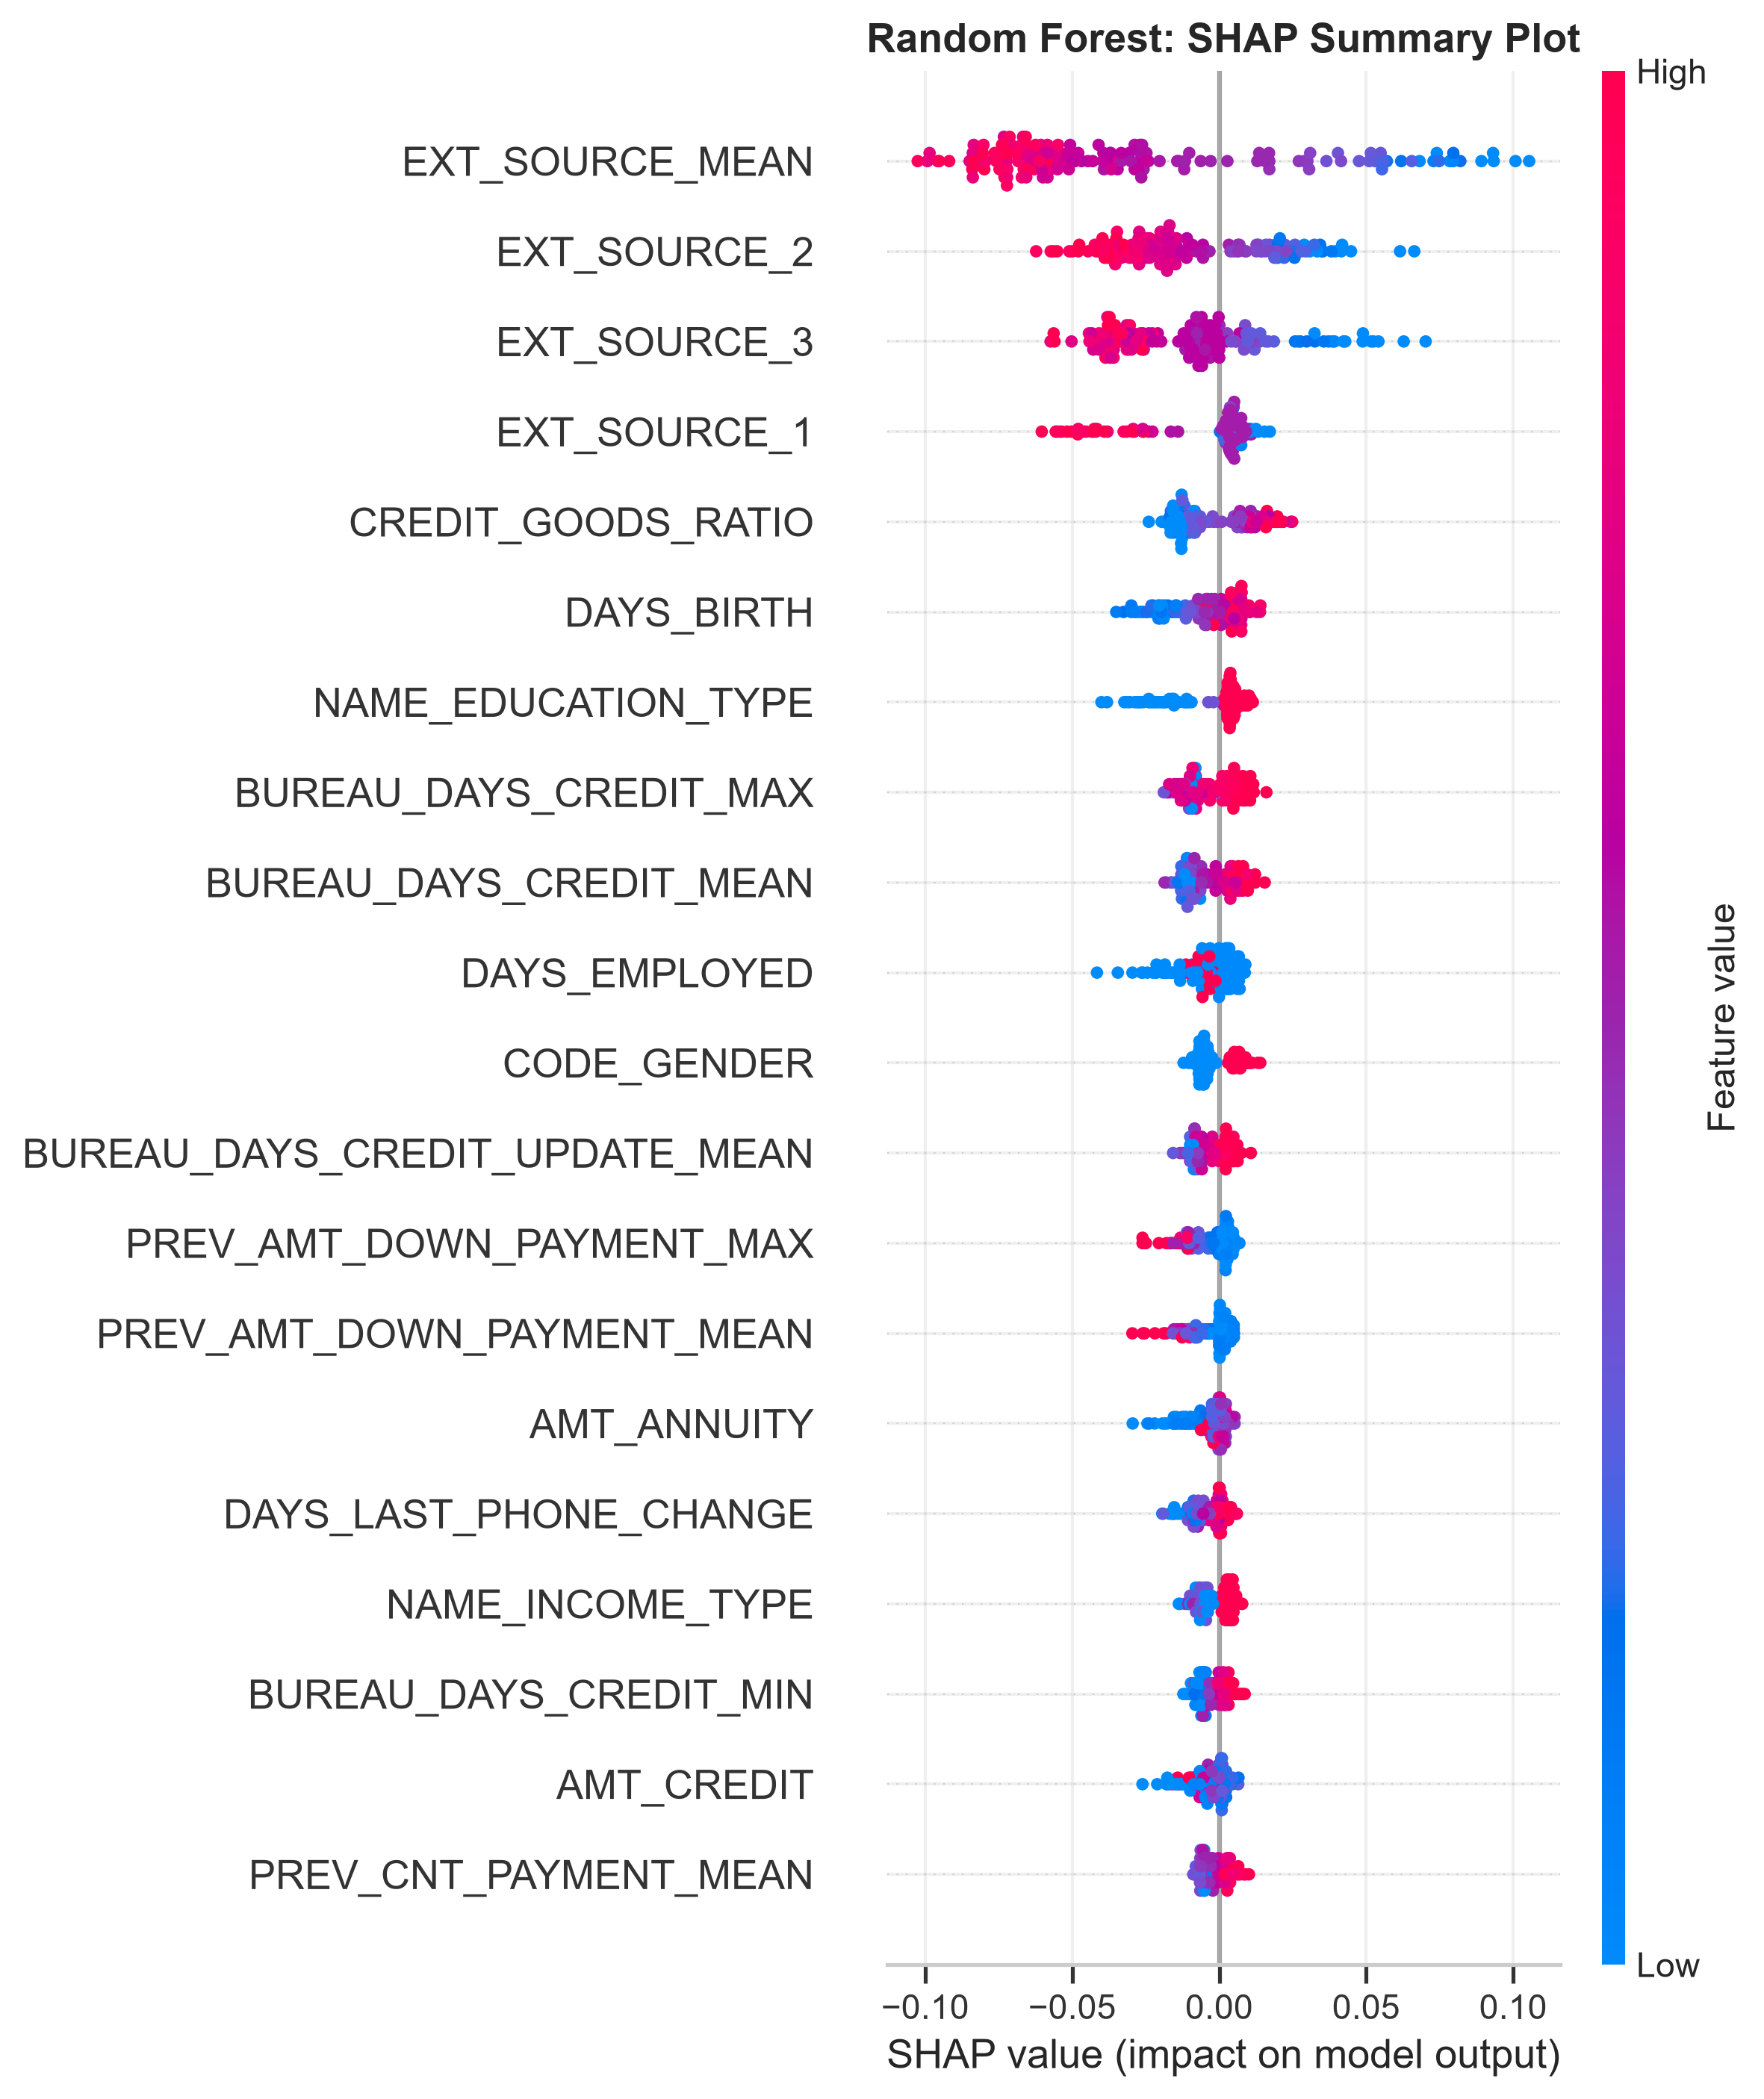 Random Forest: SHAP Summary Plot
High
EXT_SOURCE_MEAN
EXT_SOURCE_2
EXT_SOURCE_3
EXT_SOURCE_1
CREDIT_GOODS_RATIO
DAYS_BIRTH
NAME_EDUCATION_TYPE
BUREAU_DAYS_CREDIT_MAX
BUREAU_DAYS_CREDIT_MEAN
DAYS_EMPLOYED
CODE_GENDER
BUREAU_DAYS_CREDIT_UPDATE_MEAN
PREV_AMT_DOWN_PAYMENT_MAX
PREV_AMT_DOWN_PAYMENT_MEAN
AMT_ANNUITY
DAYS_LAST_PHONE_CHANGE
NAME_INCOME_TYPE
BUREAU_DAYS_CREDIT_MIN
AMT_CREDIT
PREV_CNT_PAYMENT_MEAN
Feature value
Low
−0.10 −0.05 0.00 0.05 0.10
SHAP value (impact on model output)